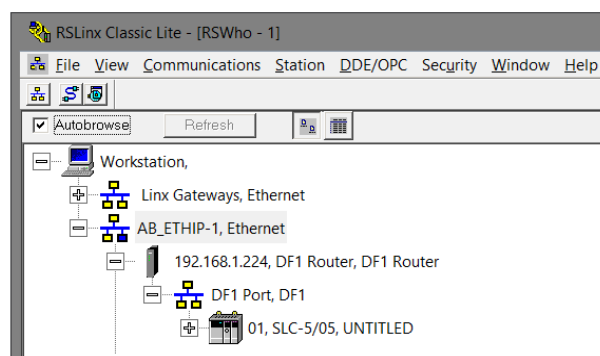 RSLinx Classic Lite - [RSWho - 1]
File View Communications Station DDE/OPC Security Window Help
Autobrowse Refresh
Workstation,
Linx Gateways, Ethernet
AB_ETHIP-1, Ethernet
192.168.1.224, DF1 Router, DF1 Router
DF1 Port, DF1
01, SLC-5/05, UNTITLED